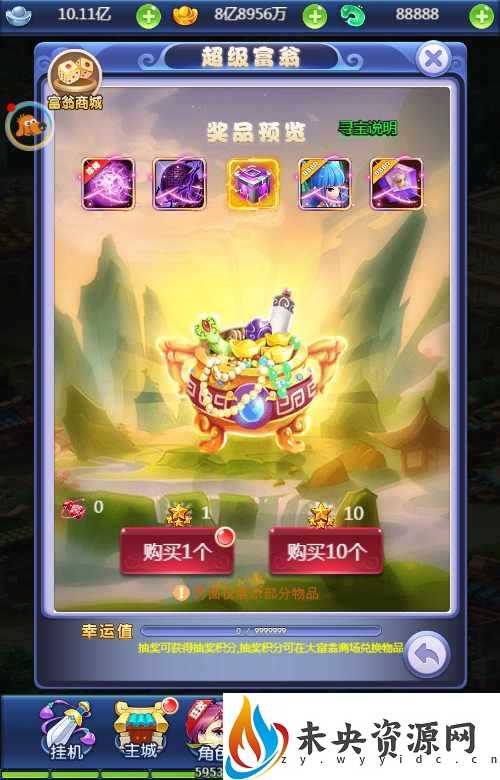 10.11亿 8亿8956万 88888
超级富翁
富翁商城
奖品预览 寻宝说明
0 1 10
购买1个 购买10个
幸运值 0 / 9999999
抽奖可获得抽奖积分,抽奖积分可在大富翁商场兑换物品
挂机 主城 角色
5953
未央资源网
zy.wyyidc.cn